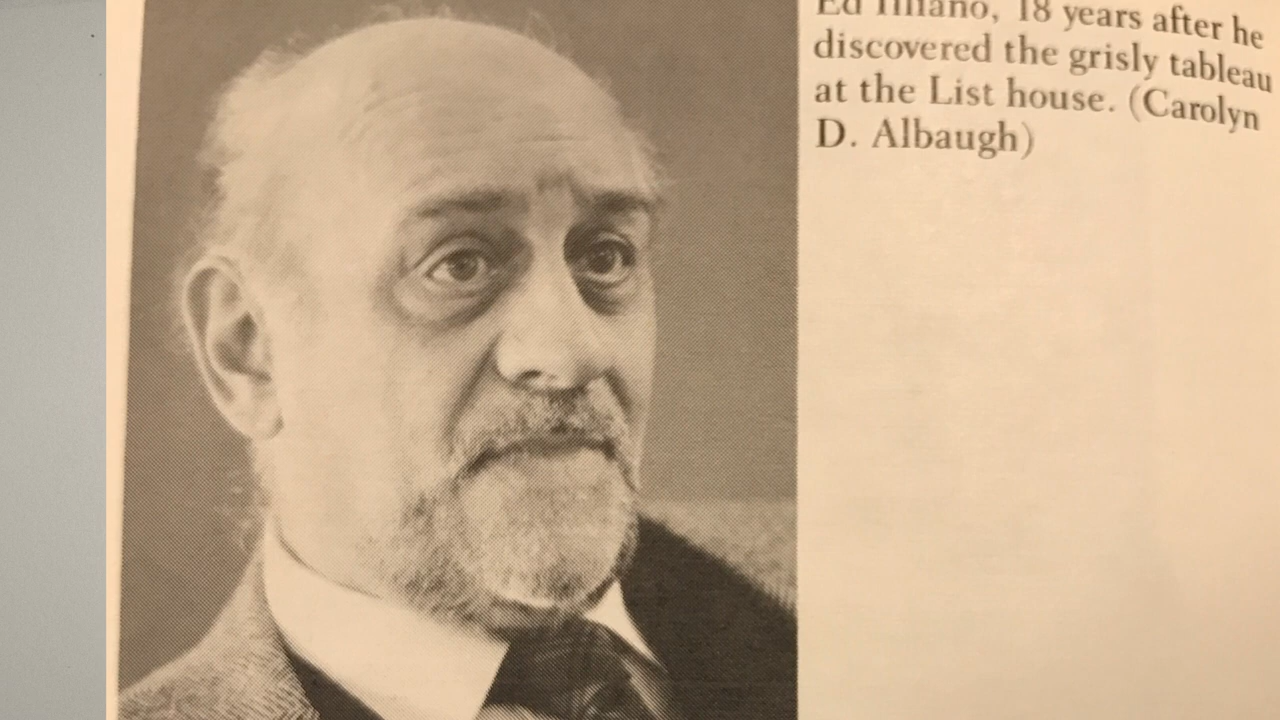 Ed Illiano, 18 years after he
discovered the grisly tableau
at the List house. (Carolyn
D. Albaugh)